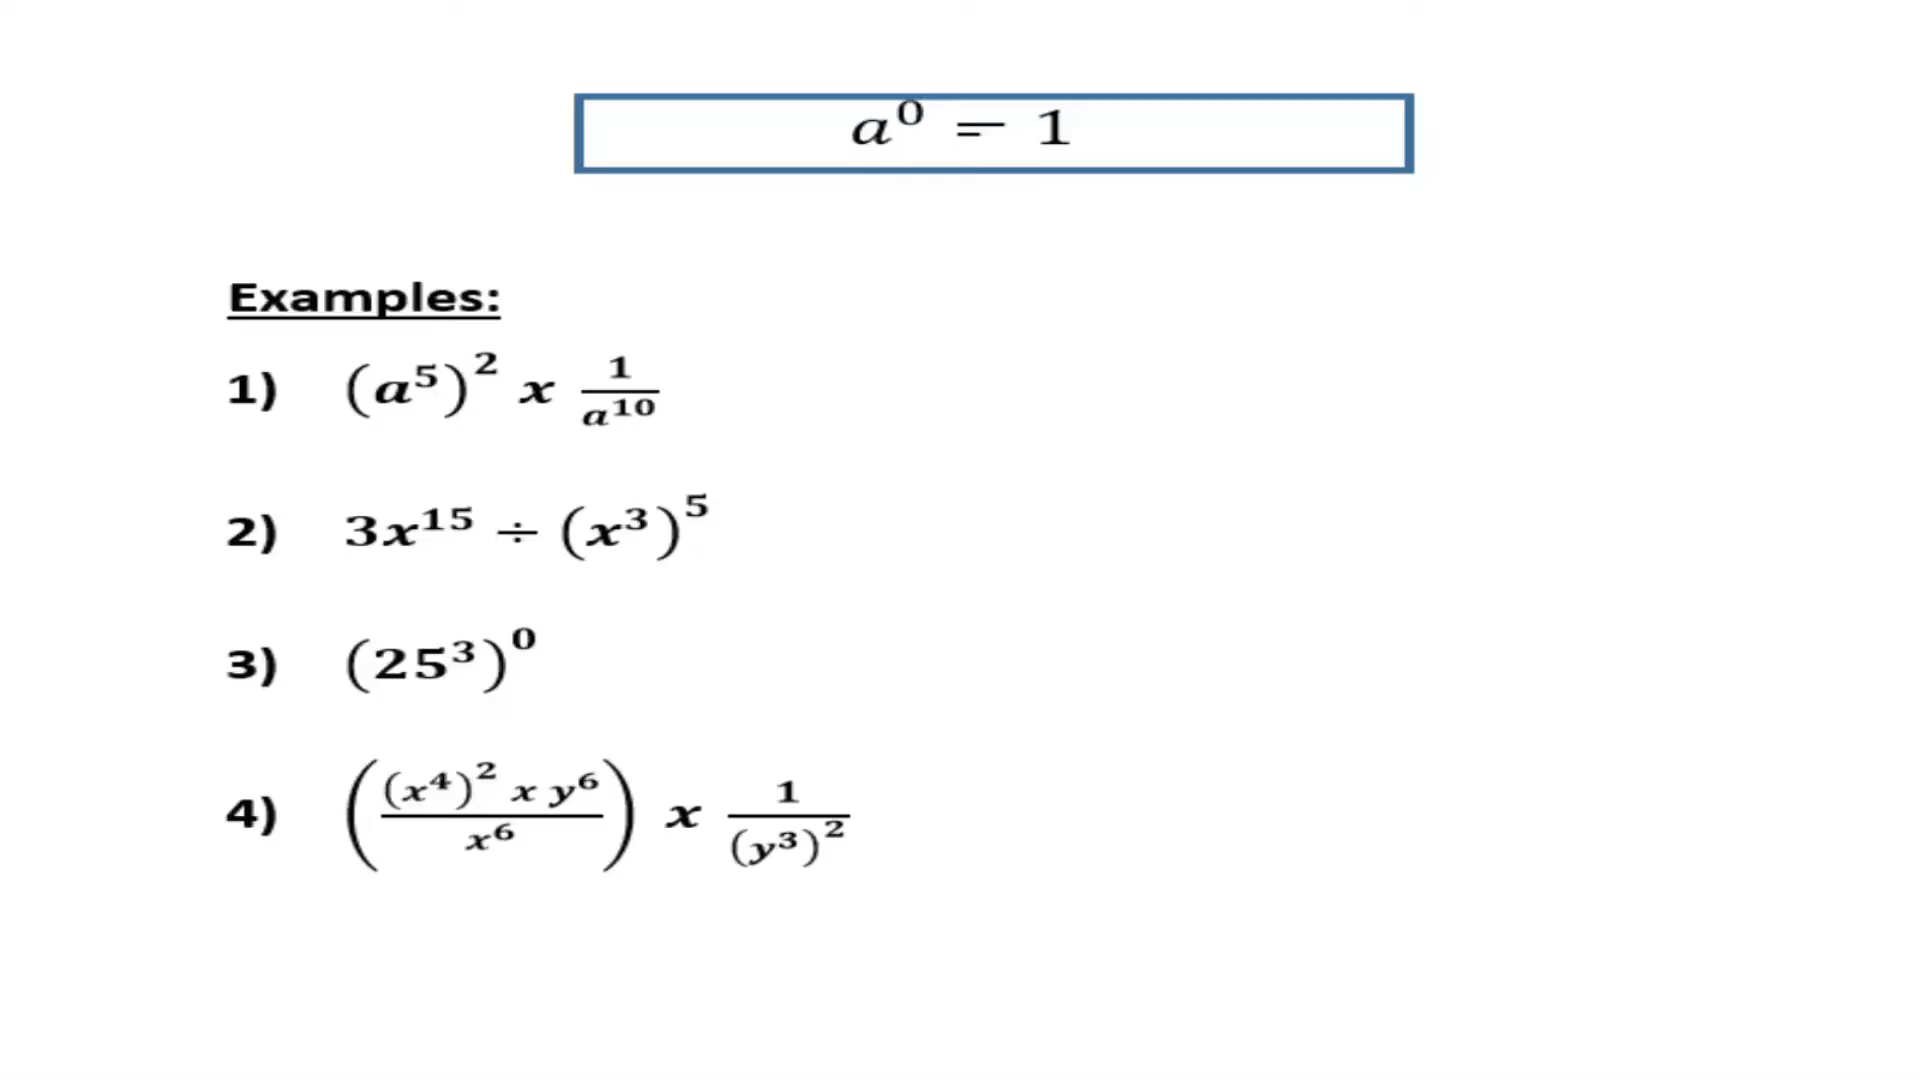 a⁰ = 1
Examples:
1) (a⁵)² x 1/a¹⁰
2) 3x¹⁵ ÷ (x³)⁵
3) (25³)⁰
4) ((x⁴)² x y⁶ / x⁶) x 1/(y³)²